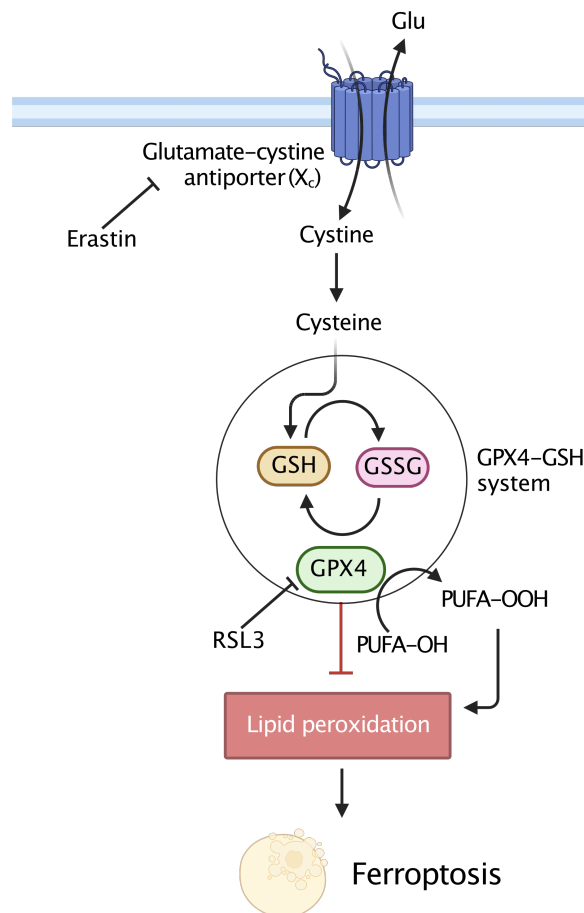 Glu
Glutamate–cystine
antiporter (Xc)
Erastin
Cystine
Cysteine
GSH
GSSG
GPX4–GSH
system
GPX4
PUFA–OOH
RSL3
PUFA–OH
Lipid peroxidation
Ferroptosis